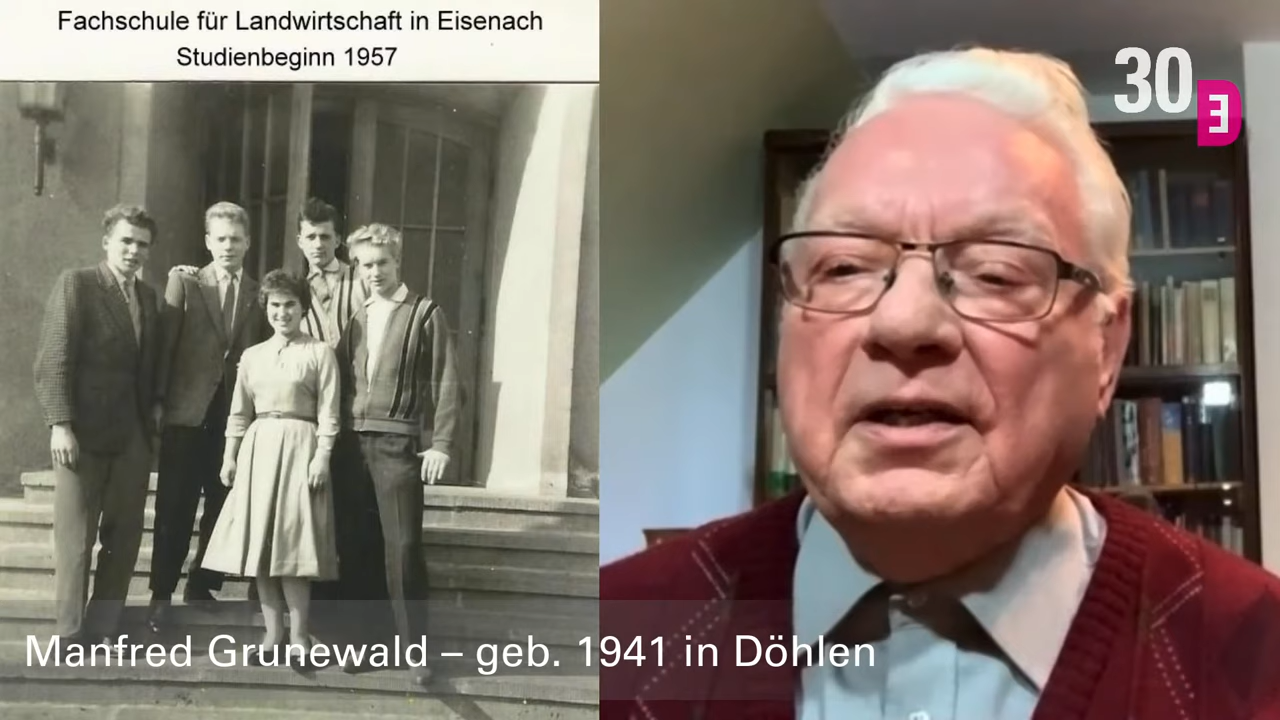 Fachschule für Landwirtschaft in Eisenach
Studienbeginn 1957
30
E
Manfred Grunewald – geb. 1941 in Döhlen